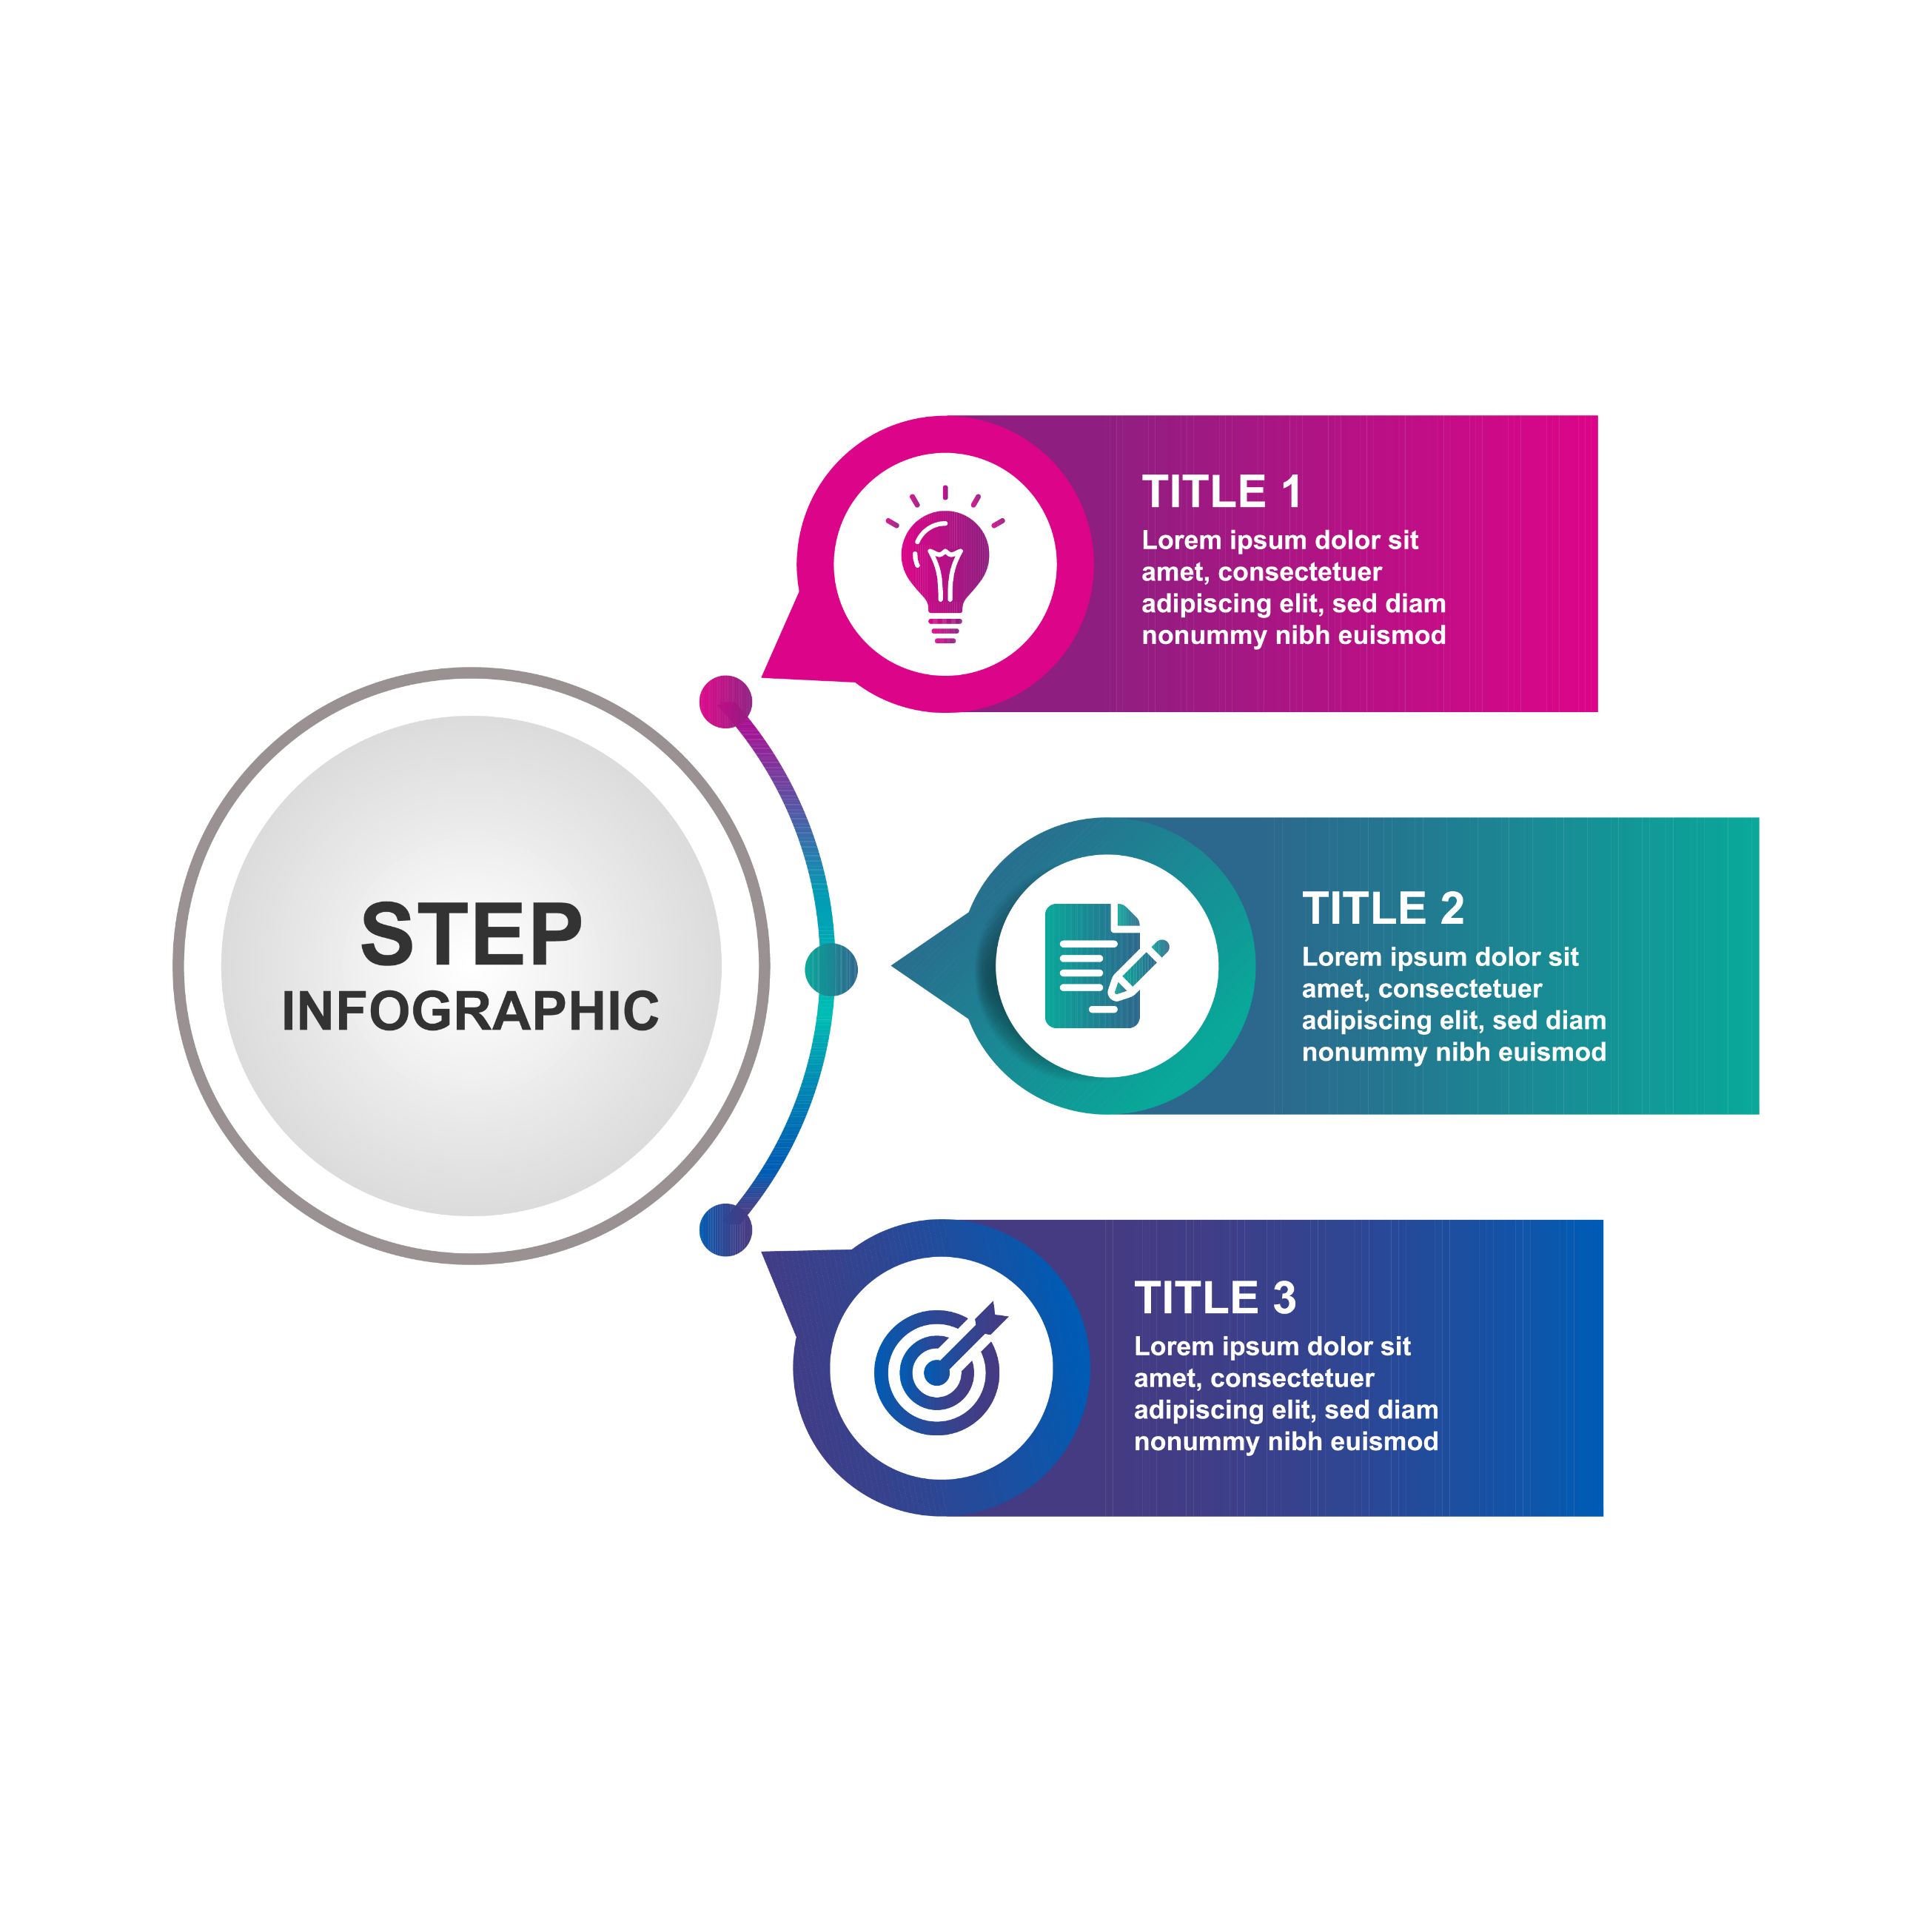 STEP
INFOGRAPHIC
TITLE 1
Lorem ipsum dolor sit
amet, consectetuer
adipiscing elit, sed diam
nonummy nibh euismod
TITLE 2
Lorem ipsum dolor sit
amet, consectetuer
adipiscing elit, sed diam
nonummy nibh euismod
TITLE 3
Lorem ipsum dolor sit
amet, consectetuer
adipiscing elit, sed diam
nonummy nibh euismod